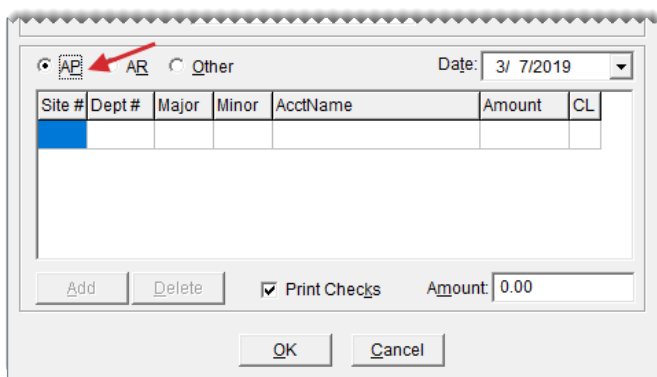 AP AR Other Date: 3/ 7/2019
Site # Dept # Major Minor AcctName Amount CL
Add Delete Print Checks Amount: 0.00
OK Cancel